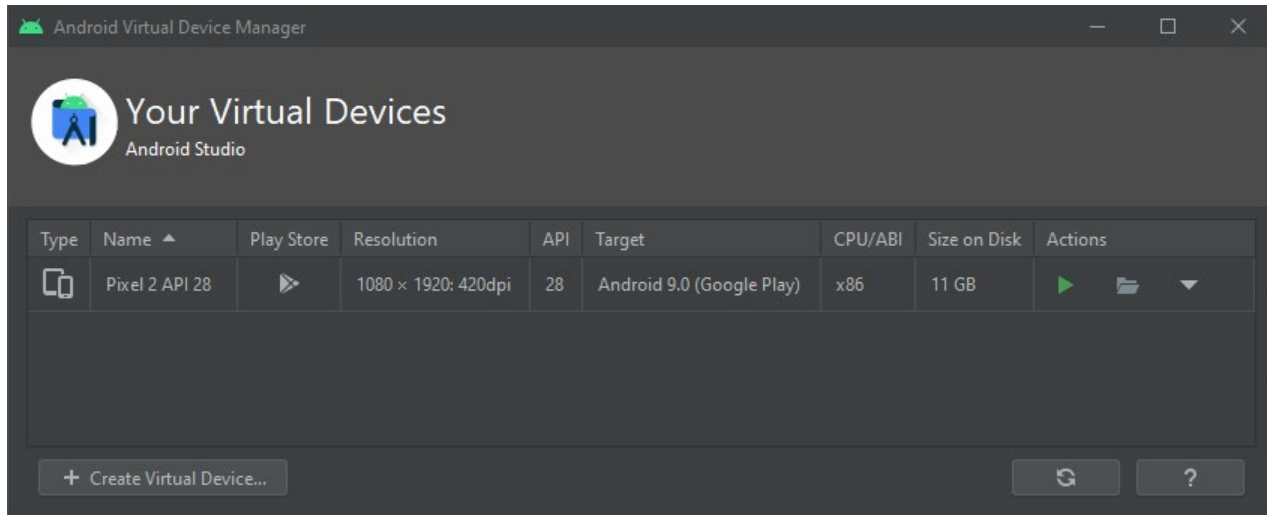 Android Virtual Device Manager
Your Virtual Devices
Android Studio
Type Name Play Store Resolution API Target CPU/ABI Size on Disk Actions
Pixel 2 API 28 1080 × 1920: 420dpi 28 Android 9.0 (Google Play) x86 11 GB
+ Create Virtual Device... ?